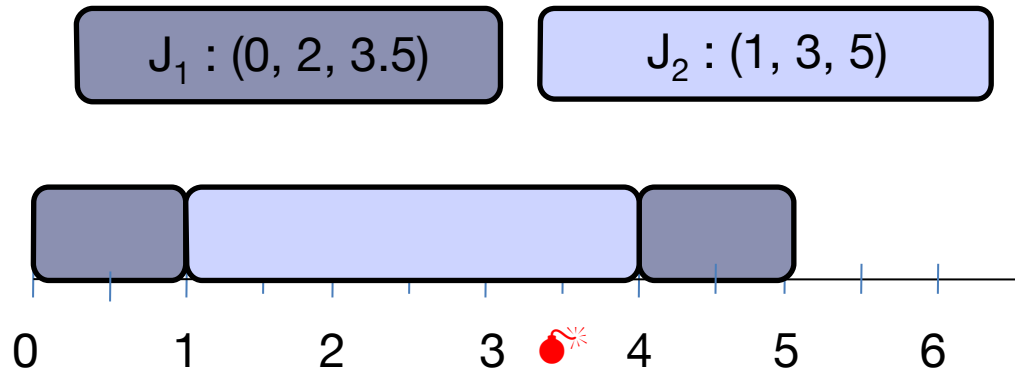 J₁ : (0, 2, 3.5)
J₂ : (1, 3, 5)
0 1 2 3 4 5 6